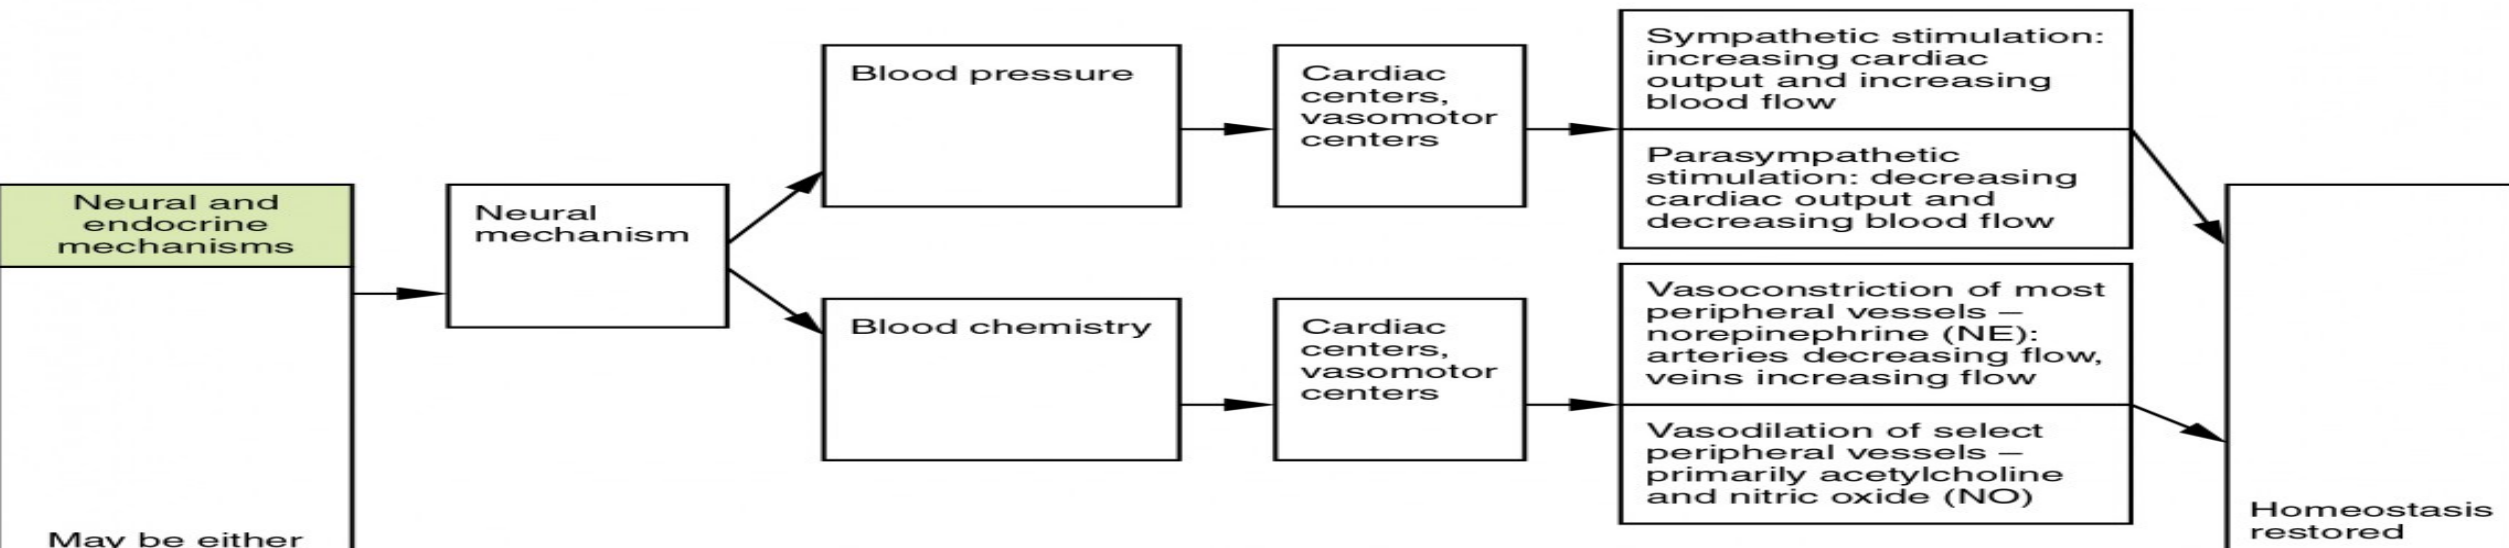 Neural and
endocrine
mechanisms
May be either
Neural
mechanism
Blood pressure
Cardiac
centers,
vasomotor
centers
Sympathetic stimulation:
increasing cardiac
output and increasing
blood flow
Parasympathetic
stimulation: decreasing
cardiac output and
decreasing blood flow
Blood chemistry
Cardiac
centers,
vasomotor
centers
Vasoconstriction of most
peripheral vessels –
norepinephrine (NE):
arteries decreasing flow,
veins increasing flow
Vasodilation of select
peripheral vessels –
primarily acetylcholine
and nitric oxide (NO)
Homeostasis
restored